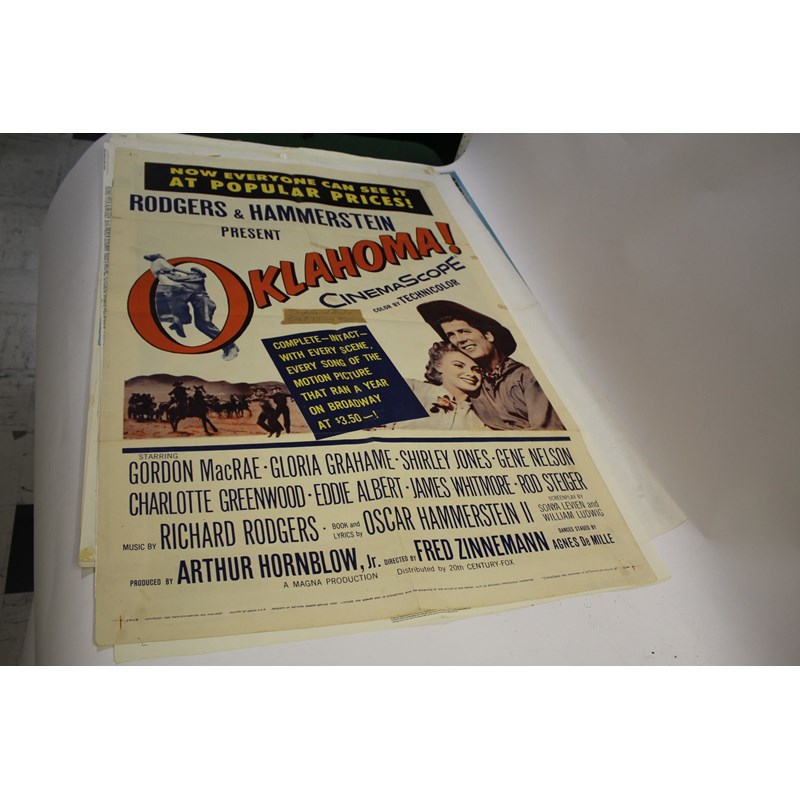 NOW EVERYONE CAN SEE IT
AT POPULAR PRICES!
RODGERS & HAMMERSTEIN
PRESENT
OKLAHOMA!
CINEMASCOPE
COLOR BY TECHNICOLOR
COMPLETE—INTACT—
WITH EVERY SCENE,
EVERY SONG OF THE
MOTION PICTURE
THAT RAN A YEAR
ON BROADWAY
AT $3.50—!
STARRING
GORDON MacRAE · GLORIA GRAHAME · SHIRLEY JONES · GENE NELSON
CHARLOTTE GREENWOOD · EDDIE ALBERT · JAMES WHITMORE · ROD STEIGER
MUSIC BY RICHARD RODGERS · BOOK and LYRICS by OSCAR HAMMERSTEIN II
SCREENPLAY BY
SONYA LEVIEN and
WILLIAM LUDWIG
PRODUCED BY ARTHUR HORNBLOW, Jr. DIRECTED BY FRED ZINNEMANN
DANCES STAGED BY
AGNES De MILLE
A MAGNA PRODUCTION
Distributed by 20th CENTURY-FOX